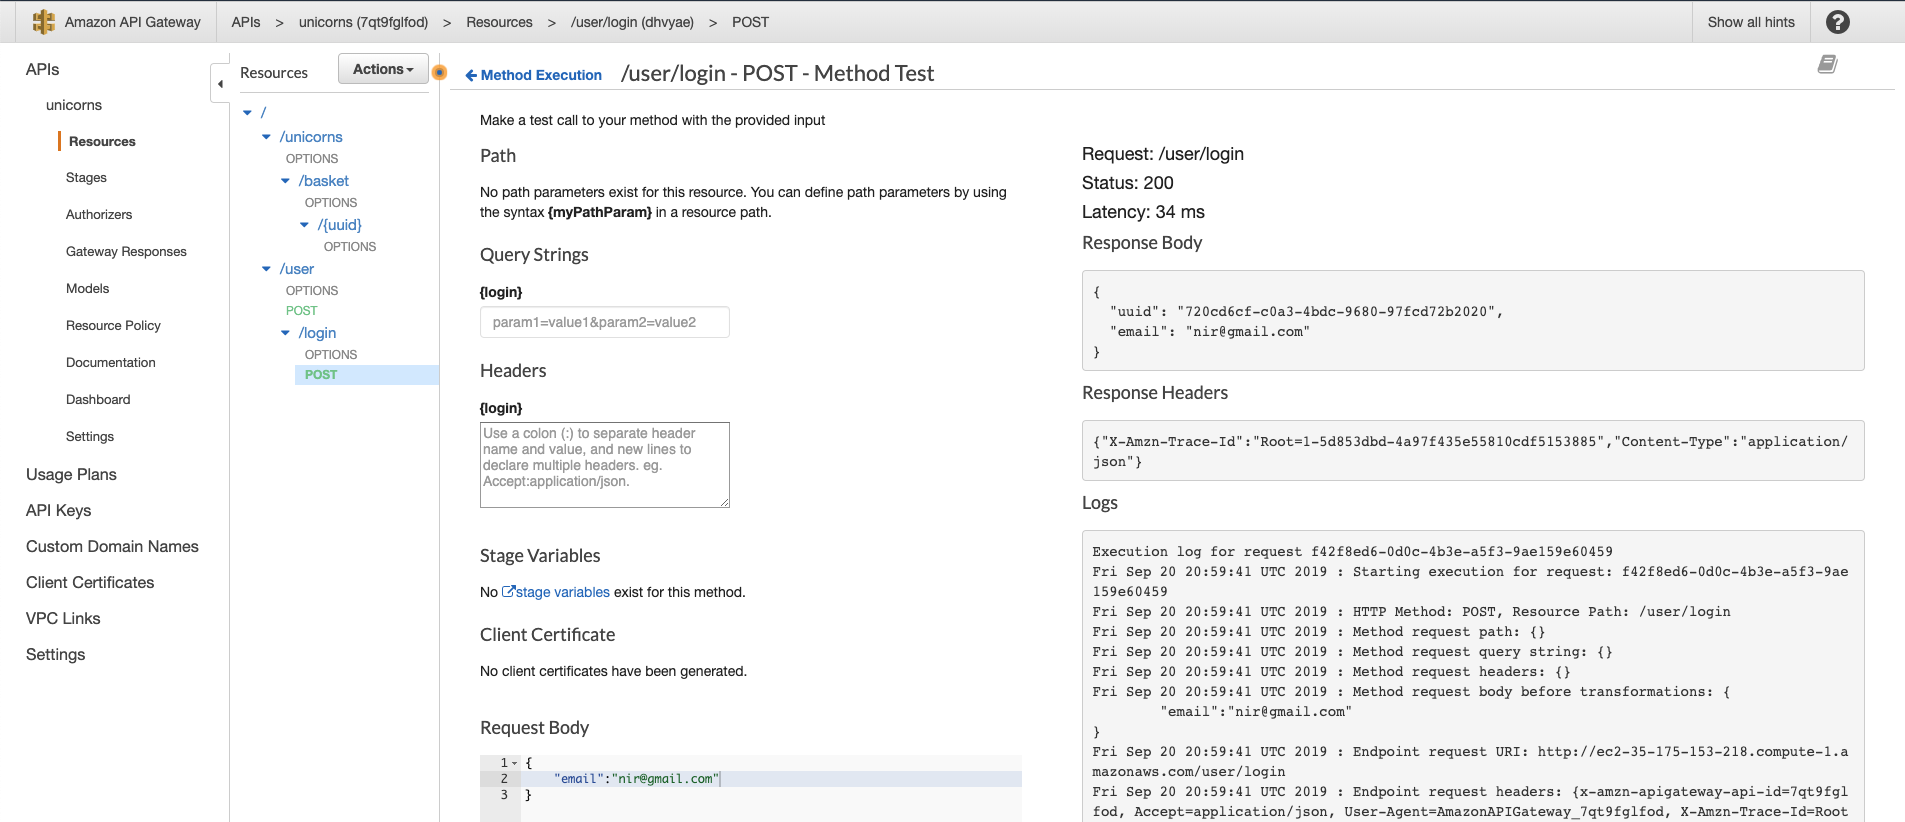 Amazon API Gateway
APIs > unicorns (7qt9fglfod) > Resources > /user/login (dhvyae) > POST
Show all hints
?
APIs
unicorns
Resources
Stages
Authorizers
Gateway Responses
Models
Resource Policy
Documentation
Dashboard
Settings
Usage Plans
API Keys
Custom Domain Names
Client Certificates
VPC Links
Settings
Resources
Actions
/
/unicorns
OPTIONS
/basket
OPTIONS
/{uuid}
OPTIONS
/user
OPTIONS
POST
/login
OPTIONS
POST
Method Execution /user/login - POST - Method Test
Make a test call to your method with the provided input
Path
No path parameters exist for this resource. You can define path parameters by using
the syntax {myPathParam} in a resource path.
Query Strings
{login}
param1=value1&param2=value2
Headers
{login}
Use a colon (:) to separate header
name and value, and new lines to
declare multiple headers. eg.
Accept:application/json.
Stage Variables
No stage variables exist for this method.
Client Certificate
No client certificates have been generated.
Request Body
1 {
2 "email":"nir@gmail.com"
3 }
Request: /user/login
Status: 200
Latency: 34 ms
Response Body
{
"uuid": "720cd6cf-c0a3-4bdc-9680-97fcd72b2020",
"email": "nir@gmail.com"
}
Response Headers
{"X-Amzn-Trace-Id":"Root=1-5d853dbd-4a97f435e55810cdf5153885","Content-Type":"application/
json"}
Logs
Execution log for request f42f8ed6-0d0c-4b3e-a5f3-9ae159e60459
Fri Sep 20 20:59:41 UTC 2019 : Starting execution for request: f42f8ed6-0d0c-4b3e-a5f3-9ae
159e60459
Fri Sep 20 20:59:41 UTC 2019 : HTTP Method: POST, Resource Path: /user/login
Fri Sep 20 20:59:41 UTC 2019 : Method request path: {}
Fri Sep 20 20:59:41 UTC 2019 : Method request query string: {}
Fri Sep 20 20:59:41 UTC 2019 : Method request headers: {}
Fri Sep 20 20:59:41 UTC 2019 : Method request body before transformations: {
"email":"nir@gmail.com"
}
Fri Sep 20 20:59:41 UTC 2019 : Endpoint request URI: http://ec2-35-175-153-218.compute-1.a
mazonaws.com/user/login
Fri Sep 20 20:59:41 UTC 2019 : Endpoint request headers: {x-amzn-apigateway-api-id=7qt9fgl
fod, Accept=application/json, User-Agent=AmazonAPIGateway_7qt9fglfod, X-Amzn-Trace-Id=Root